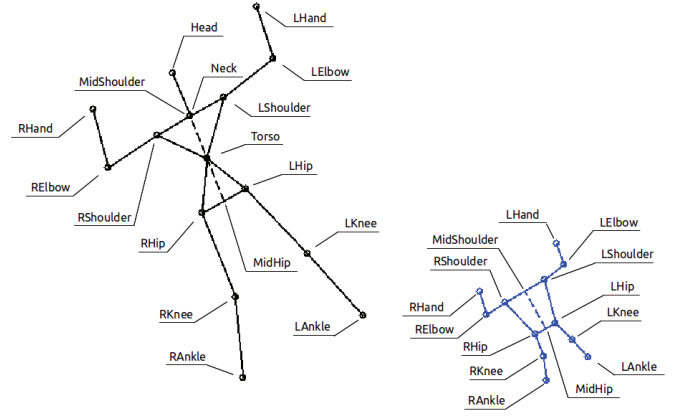 LHand
Head
Neck
LElbow
MidShoulder
LShoulder
RHand
Torso
LHip
RElbow
RShoulder
LKnee
RHip
MidHip
RKnee
LAnkle
RAnkle
LHand
LElbow
MidShoulder
LShoulder
RShoulder
LHip
RHand
LKnee
RElbow
RHip
LAnkle
RKnee
MidHip
RAnkle